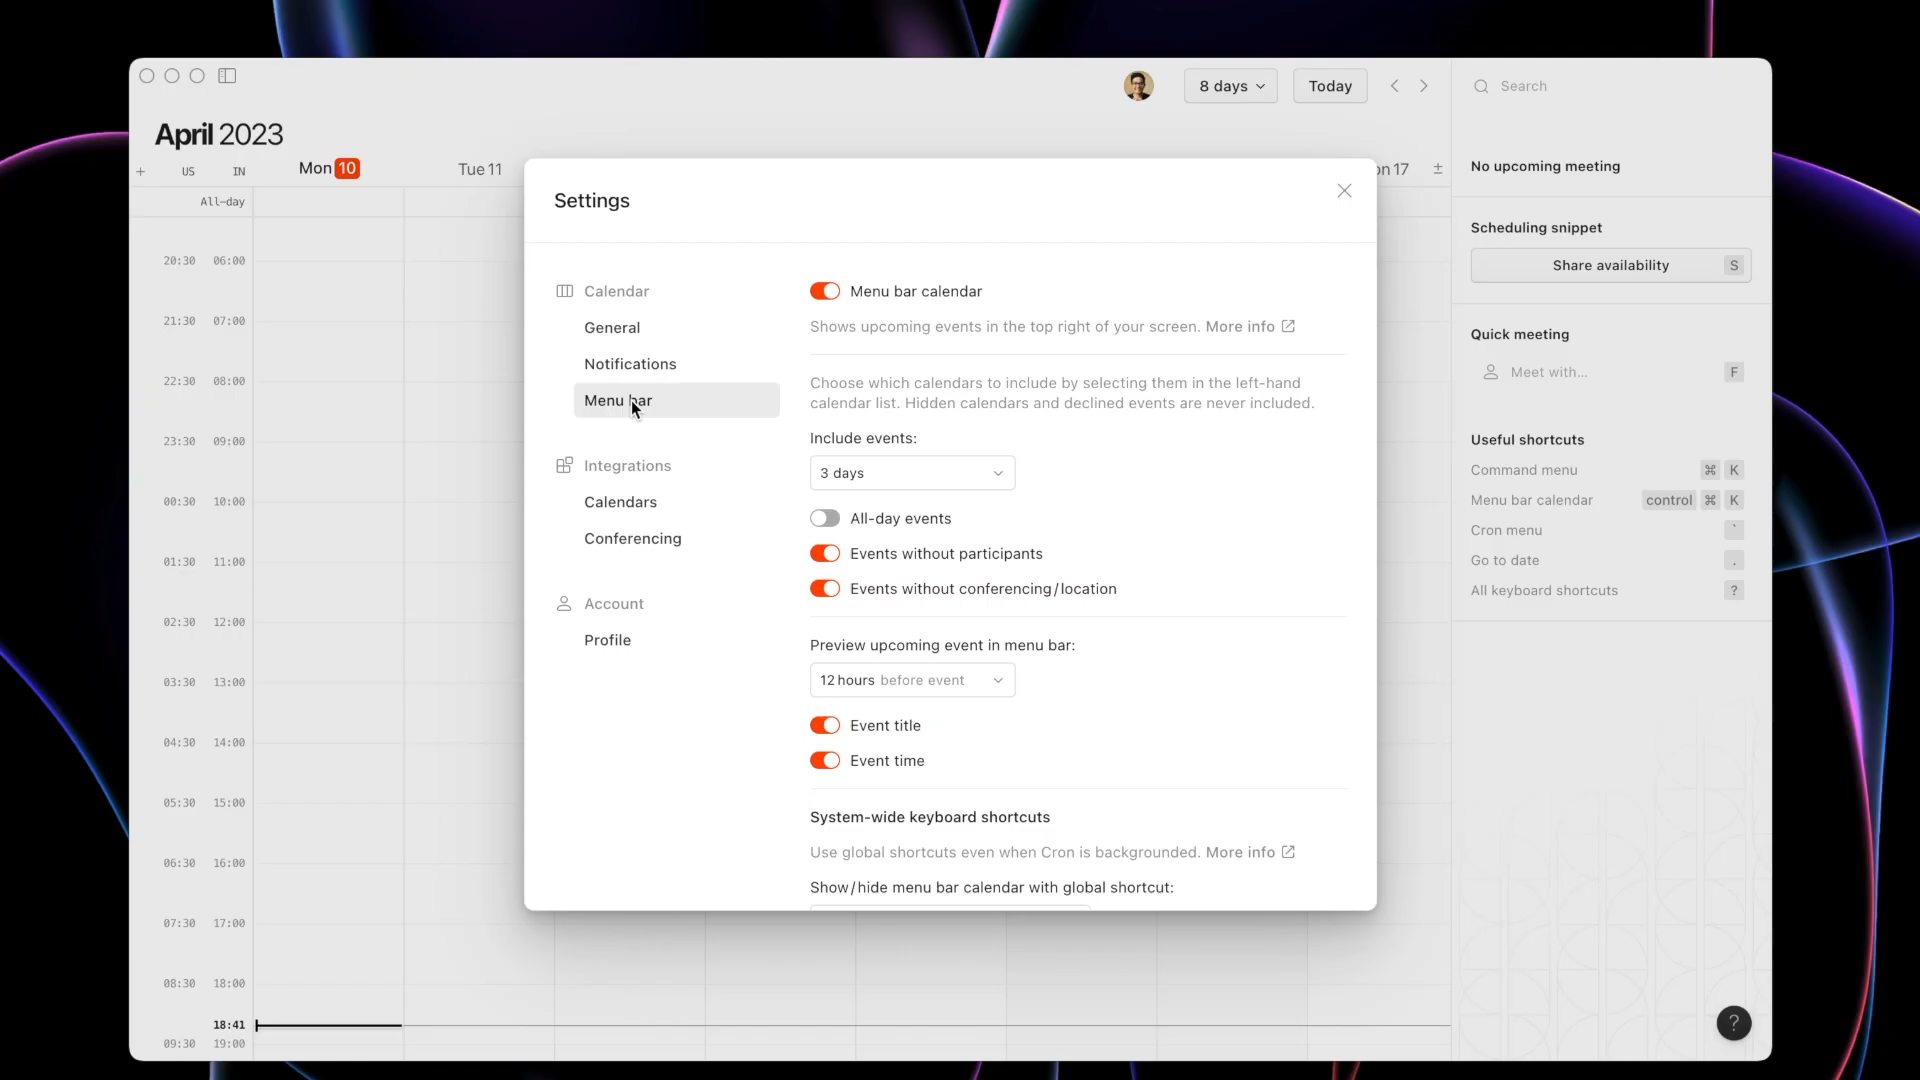 8 days
Today
Search
April 2023
+ US IN
Mon 10
Tue 11
on 17
±
All-day
20:30 06:00
21:30 07:00
22:30 08:00
23:30 09:00
00:30 10:00
01:30 11:00
02:30 12:00
03:30 13:00
04:30 14:00
05:30 15:00
06:30 16:00
07:30 17:00
08:30 18:00
18:41
09:30 19:00
Settings
Calendar
General
Notifications
Menu bar
Integrations
Calendars
Conferencing
Account
Profile
Menu bar calendar
Shows upcoming events in the top right of your screen. More info
Choose which calendars to include by selecting them in the left-hand
calendar list. Hidden calendars and declined events are never included.
Include events:
3 days
All-day events
Events without participants
Events without conferencing/location
Preview upcoming event in menu bar:
12 hours before event
Event title
Event time
System-wide keyboard shortcuts
Use global shortcuts even when Cron is backgrounded. More info
Show/hide menu bar calendar with global shortcut:
No upcoming meeting
Scheduling snippet
Share availability S
Quick meeting
Meet with... F
Useful shortcuts
Command menu ⌘ K
Menu bar calendar control ⌘ K
Cron menu `
Go to date .
All keyboard shortcuts ?
?